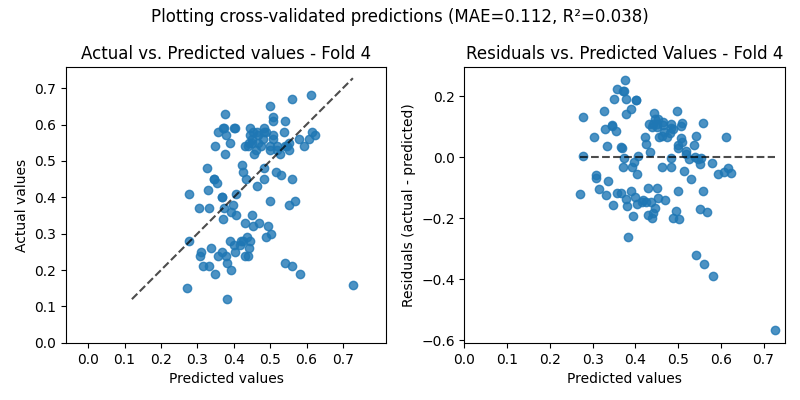 Plotting cross-validated predictions (MAE=0.112, R²=0.038)
Actual vs. Predicted values - Fold 4
Actual values
0.7
0.6
0.5
0.4
0.3
0.2
0.1
0.0
0.0 0.1 0.2 0.3 0.4 0.5 0.6 0.7
Predicted values
Residuals vs. Predicted Values - Fold 4
Residuals (actual - predicted)
0.2
0.0
−0.2
−0.4
−0.6
0.0 0.1 0.2 0.3 0.4 0.5 0.6 0.7
Predicted values